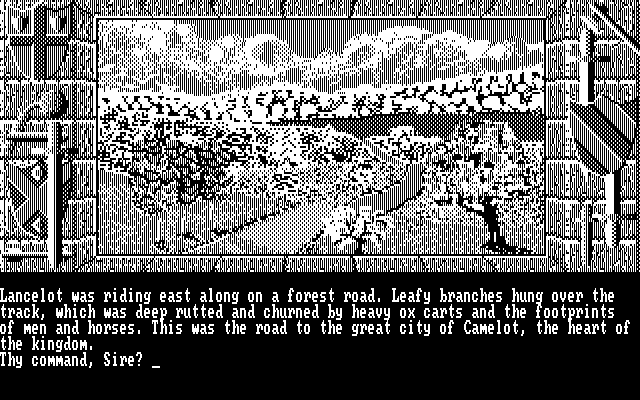 Lancelot was riding east along on a forest road. Leafy branches hung over the
track, which was deep rutted and churned by heavy ox carts and the footprints
of men and horses. This was the road to the great city of Camelot, the heart of
the kingdom.
Thy command, Sire? _